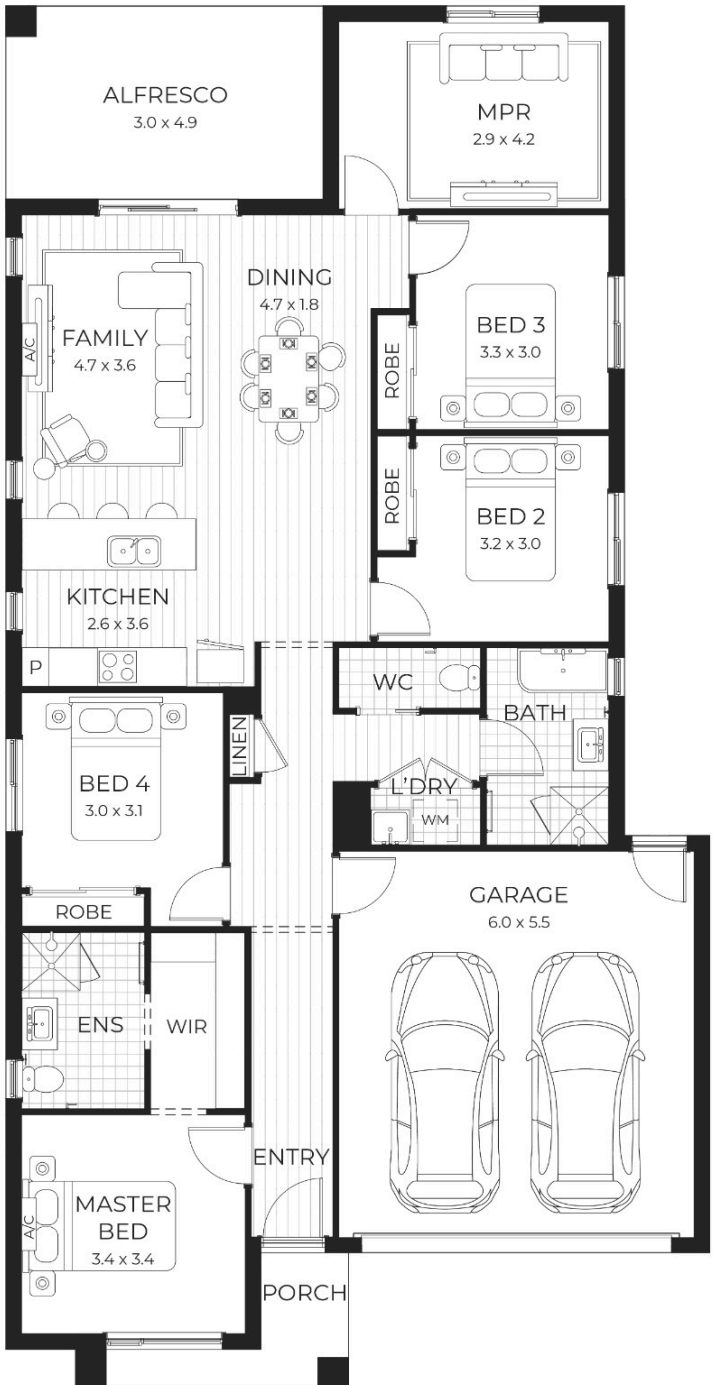 ALFRESCO
3.0 x 4.9
MPR
2.9 x 4.2
DINING
4.7 x 1.8
FAMILY
4.7 x 3.6
A/C
BED 3
3.3 x 3.0
ROBE
ROBE
BED 2
3.2 x 3.0
KITCHEN
2.6 x 3.6
P
WC
BATH
LINEN
L'DRY
WM
BED 4
3.0 x 3.1
ROBE
GARAGE
6.0 x 5.5
ENS
WIR
ENTRY
MASTER
BED
3.4 x 3.4
A/C
PORCH